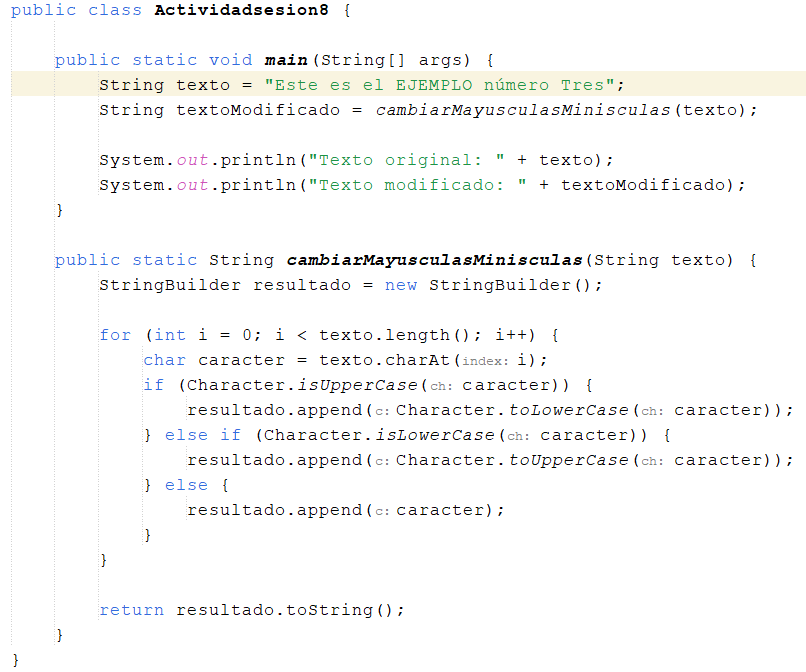 public class Actividadsesion8 {
public static void main(String[] args) {
String texto = "Este es el EJEMPLO número Tres";
String textoModificado = cambiarMayusculasMinisculas(texto);
System.out.println("Texto original: " + texto);
System.out.println("Texto modificado: " + textoModificado);
}
public static String cambiarMayusculasMinisculas(String texto) {
StringBuilder resultado = new StringBuilder();
for (int i = 0; i < texto.length(); i++) {
char caracter = texto.charAt(index: i);
if (Character.isUpperCase(ch: caracter)) {
resultado.append(c: Character.toLowerCase(ch: caracter));
} else if (Character.isLowerCase(ch: caracter)) {
resultado.append(c: Character.toUpperCase(ch: caracter));
} else {
resultado.append(c: caracter);
}
}
return resultado.toString();
}
}